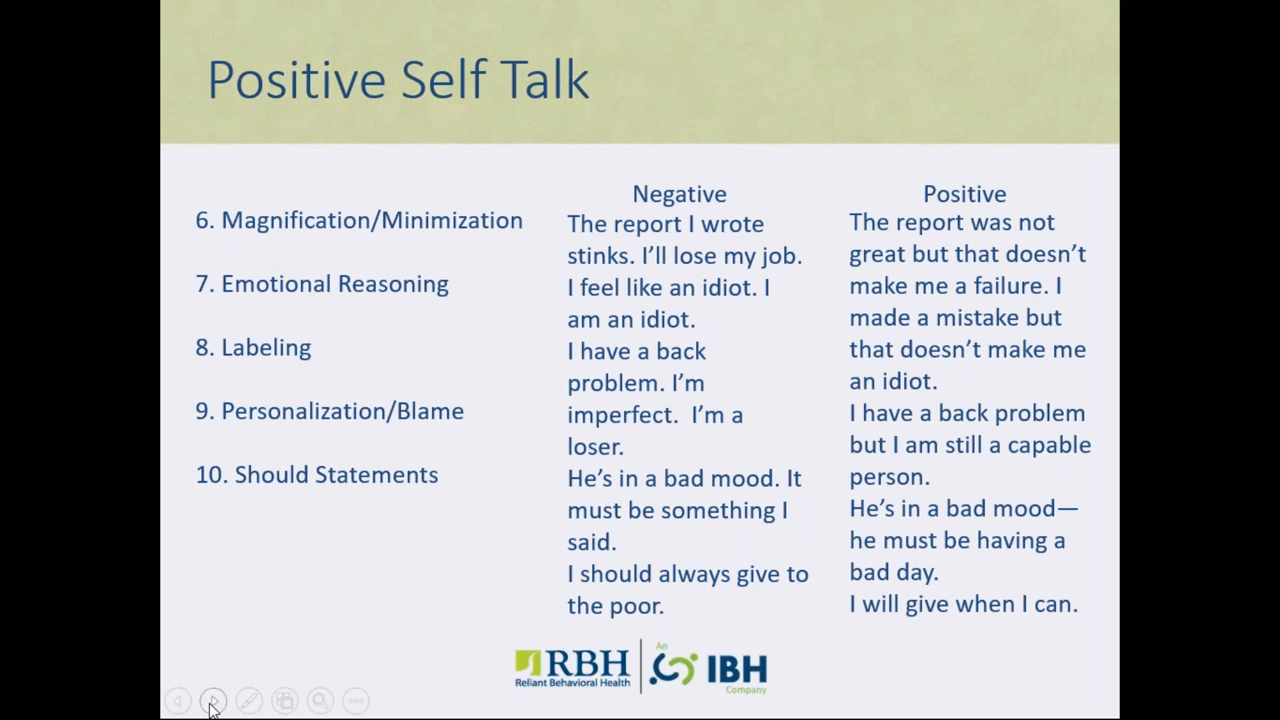 Positive Self Talk
6. Magnification/Minimization
7. Emotional Reasoning
8. Labeling
9. Personalization/Blame
10. Should Statements
Negative
The report I wrote
stinks. I’ll lose my job.
I feel like an idiot. I
am an idiot.
I have a back
problem. I’m
imperfect.  I’m a
loser.
He’s in a bad mood. It
must be something I
said.
I should always give to
the poor.
Positive
The report was not
great but that doesn’t
make me a failure. I
made a mistake but
that doesn’t make me
an idiot.
I have a back problem
but I am still a capable
person.
He’s in a bad mood—
he must be having a
bad day.
I will give when I can.
RBH
Reliant Behavioral Health
An
IBH
Company